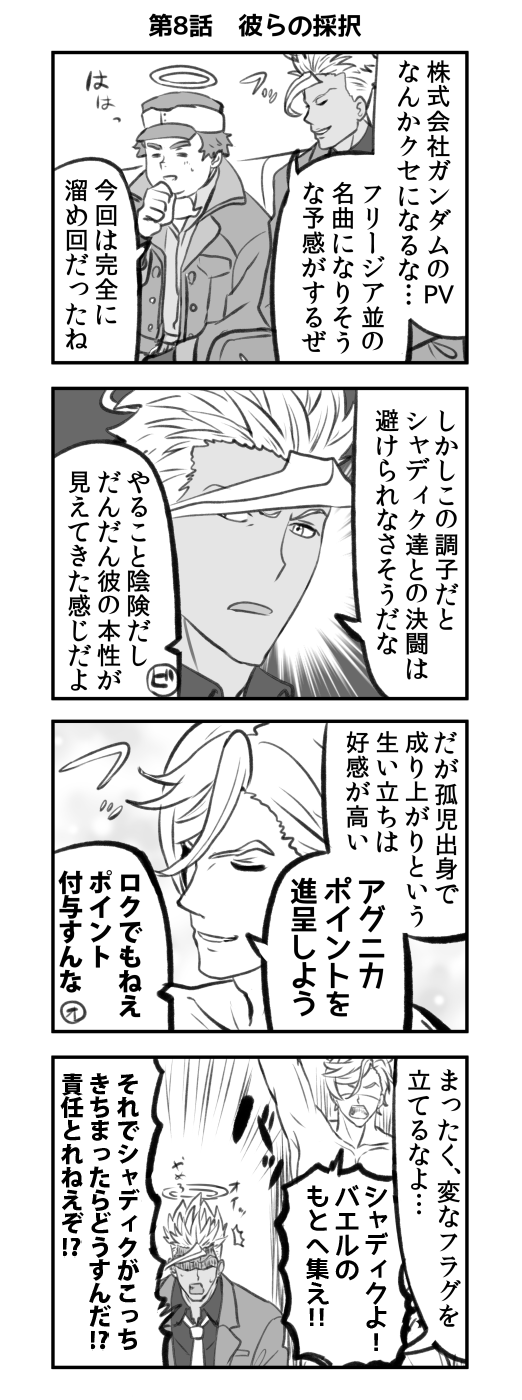 第8話　彼らの採択
株式会社ガンダムのPV
なんかクセになるな…
フリージア並の
名曲になりそう
な予感がするぜ
はは
はっ
今回は完全に
溜め回だったね
しかしこの調子だと
シャディク達との決闘は
避けられなさそうだな
やること陰険だし
だんだん彼の本性が
見えてきた感じだよ
ビ
だが孤児出身で
成り上がりという
生い立ちは
好感が高い
アグニカ
ポイントを
進呈しよう
ロクでもねえ
ポイント
付与すんな
オ
まったく、変なフラグを
立てるなよ…
シャディクよ！
バエルの
もとへ集え!!
それでシャディクがこっち
きちまったらどうすんだ!?
責任とれねえぞ!?